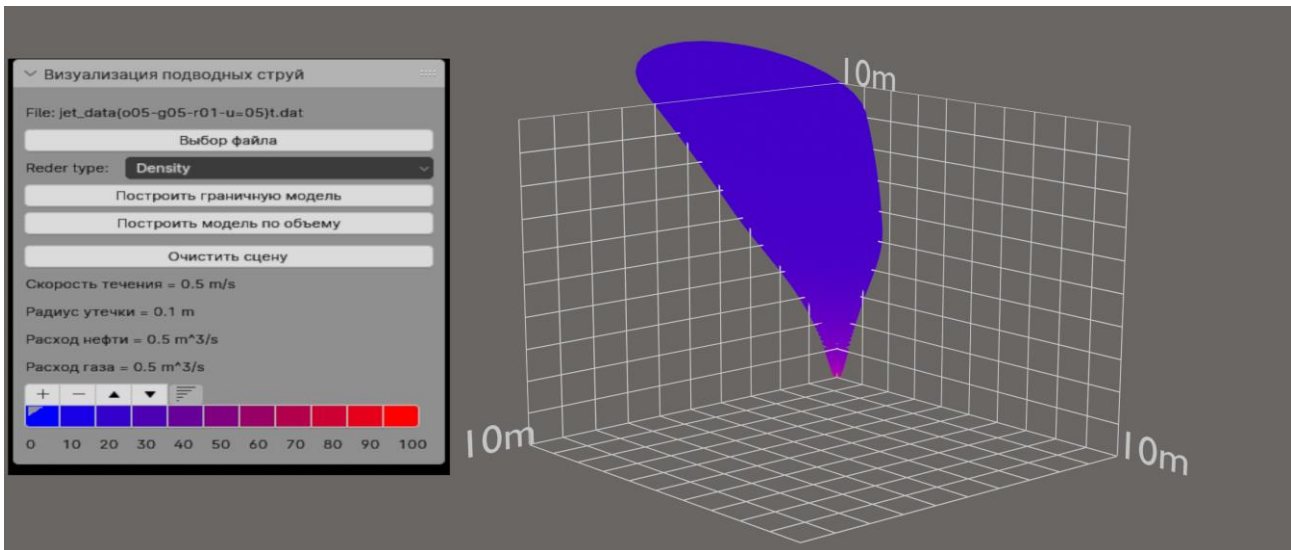 Визуализация подводных струй
File: jet_data(o05-g05-r01-u=05)t.dat
Выбор файла
Reder type: Density
Построить граничную модель
Построить модель по объему
Очистить сцену
Скорость течения = 0.5 m/s
Радиус утечки = 0.1 m
Расход нефти = 0.5 m^3/s
Расход газа = 0.5 m^3/s
0 10 20 30 40 50 60 70 80 90 100
10m
10m
10m